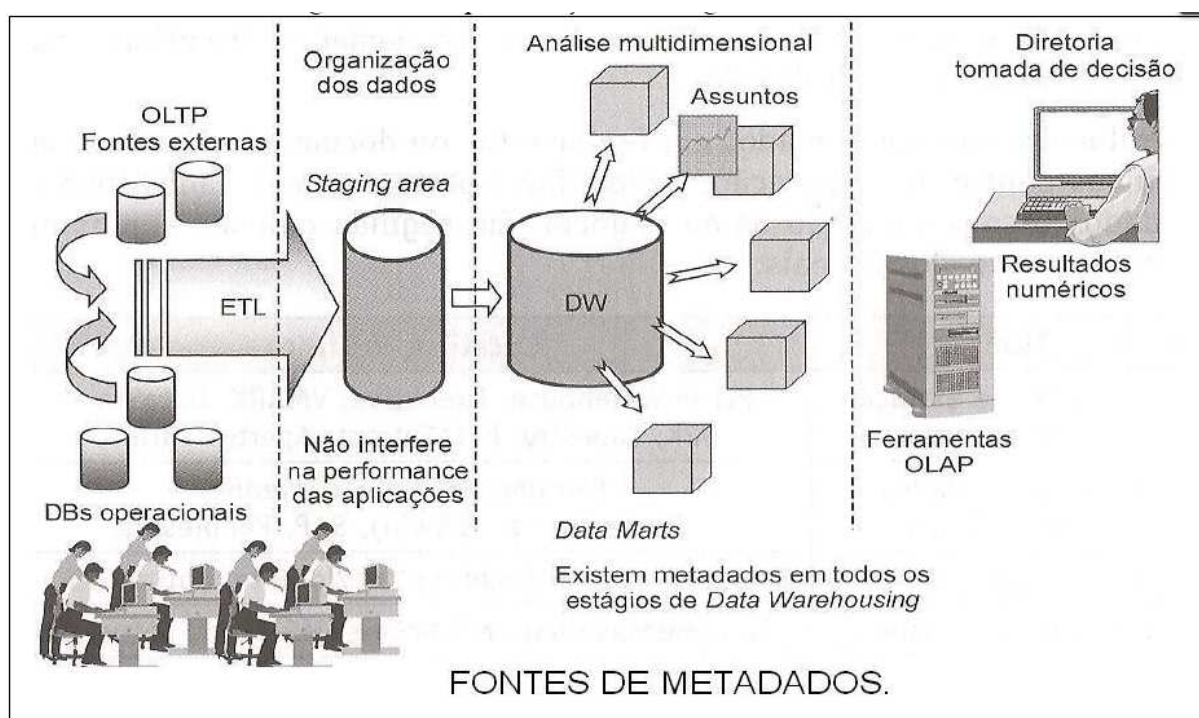 OLTP
Fontes externas
ETL
DBs operacionais
Organização
dos dados
Staging area
Não interfere
na performance
das aplicações
Análise multidimensional
Assuntos
DW
Data Marts
Existem metadados em todos os
estágios de Data Warehousing
Diretoria
tomada de decisão
Resultados
numéricos
Ferramentas
OLAP
FONTES DE METADADOS.